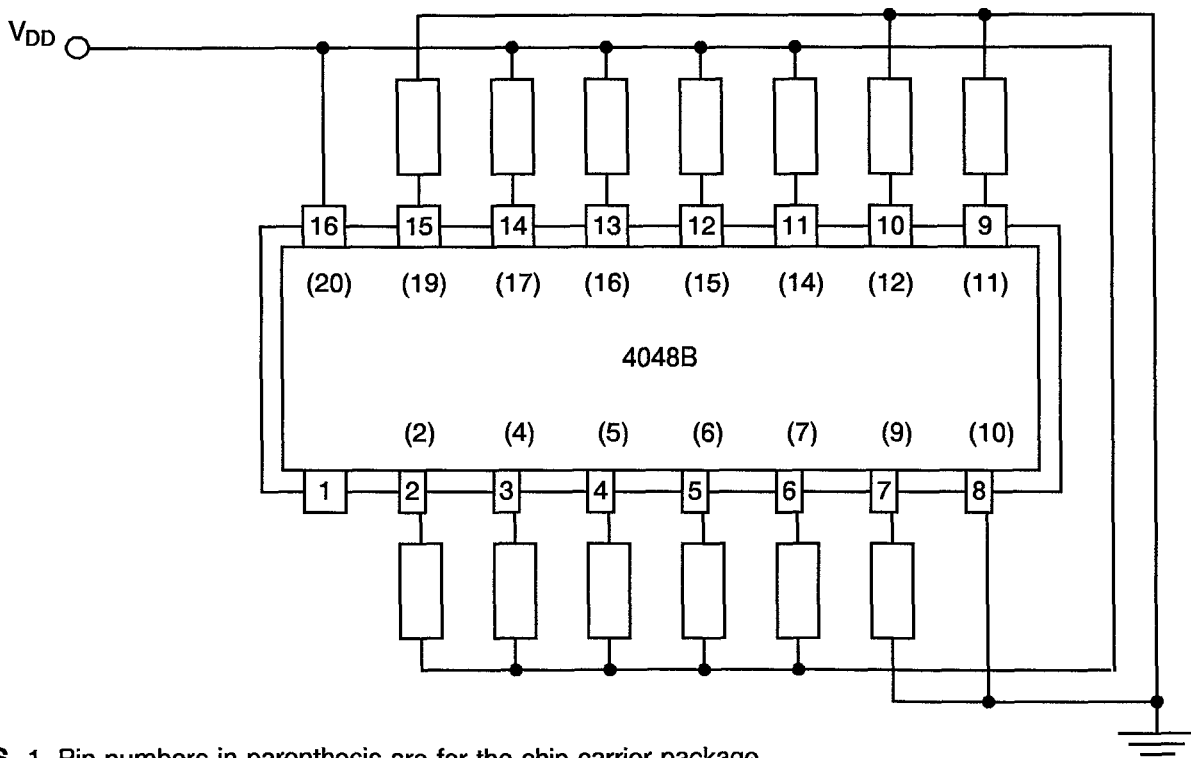 VDD
16 15 14 13 12 11 10 9
(20) (19) (17) (16) (15) (14) (12) (11)
4048B
(2) (4) (5) (6) (7) (9) (10)
1 2 3 4 5 6 7 8
S 1. Pin numbers in parenthesis are for the chip carrier package